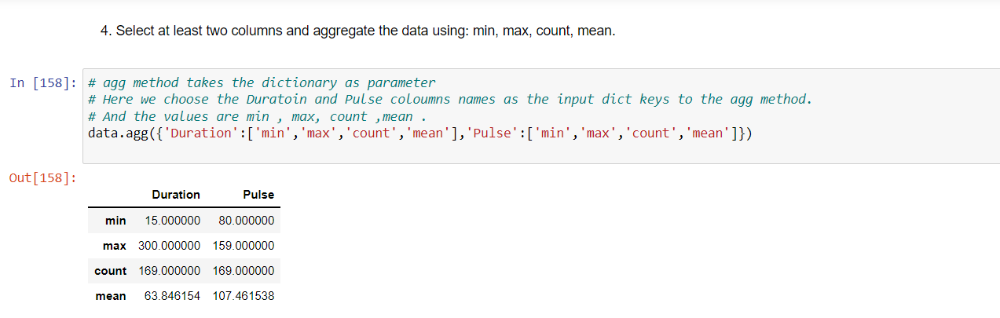 4. Select at least two columns and aggregate the data using: min, max, count, mean.
In [158]: # agg method takes the dictionary as parameter
# Here we choose the Duratoin and Pulse coloumns names as the input dict keys to the agg method.
# And the values are min , max, count ,mean .
data.agg({'Duration':['min','max','count','mean'],'Pulse':['min','max','count','mean']})
Out[158]:
Duration Pulse
min 15.000000 80.000000
max 300.000000 159.000000
count 169.000000 169.000000
mean 63.846154 107.461538